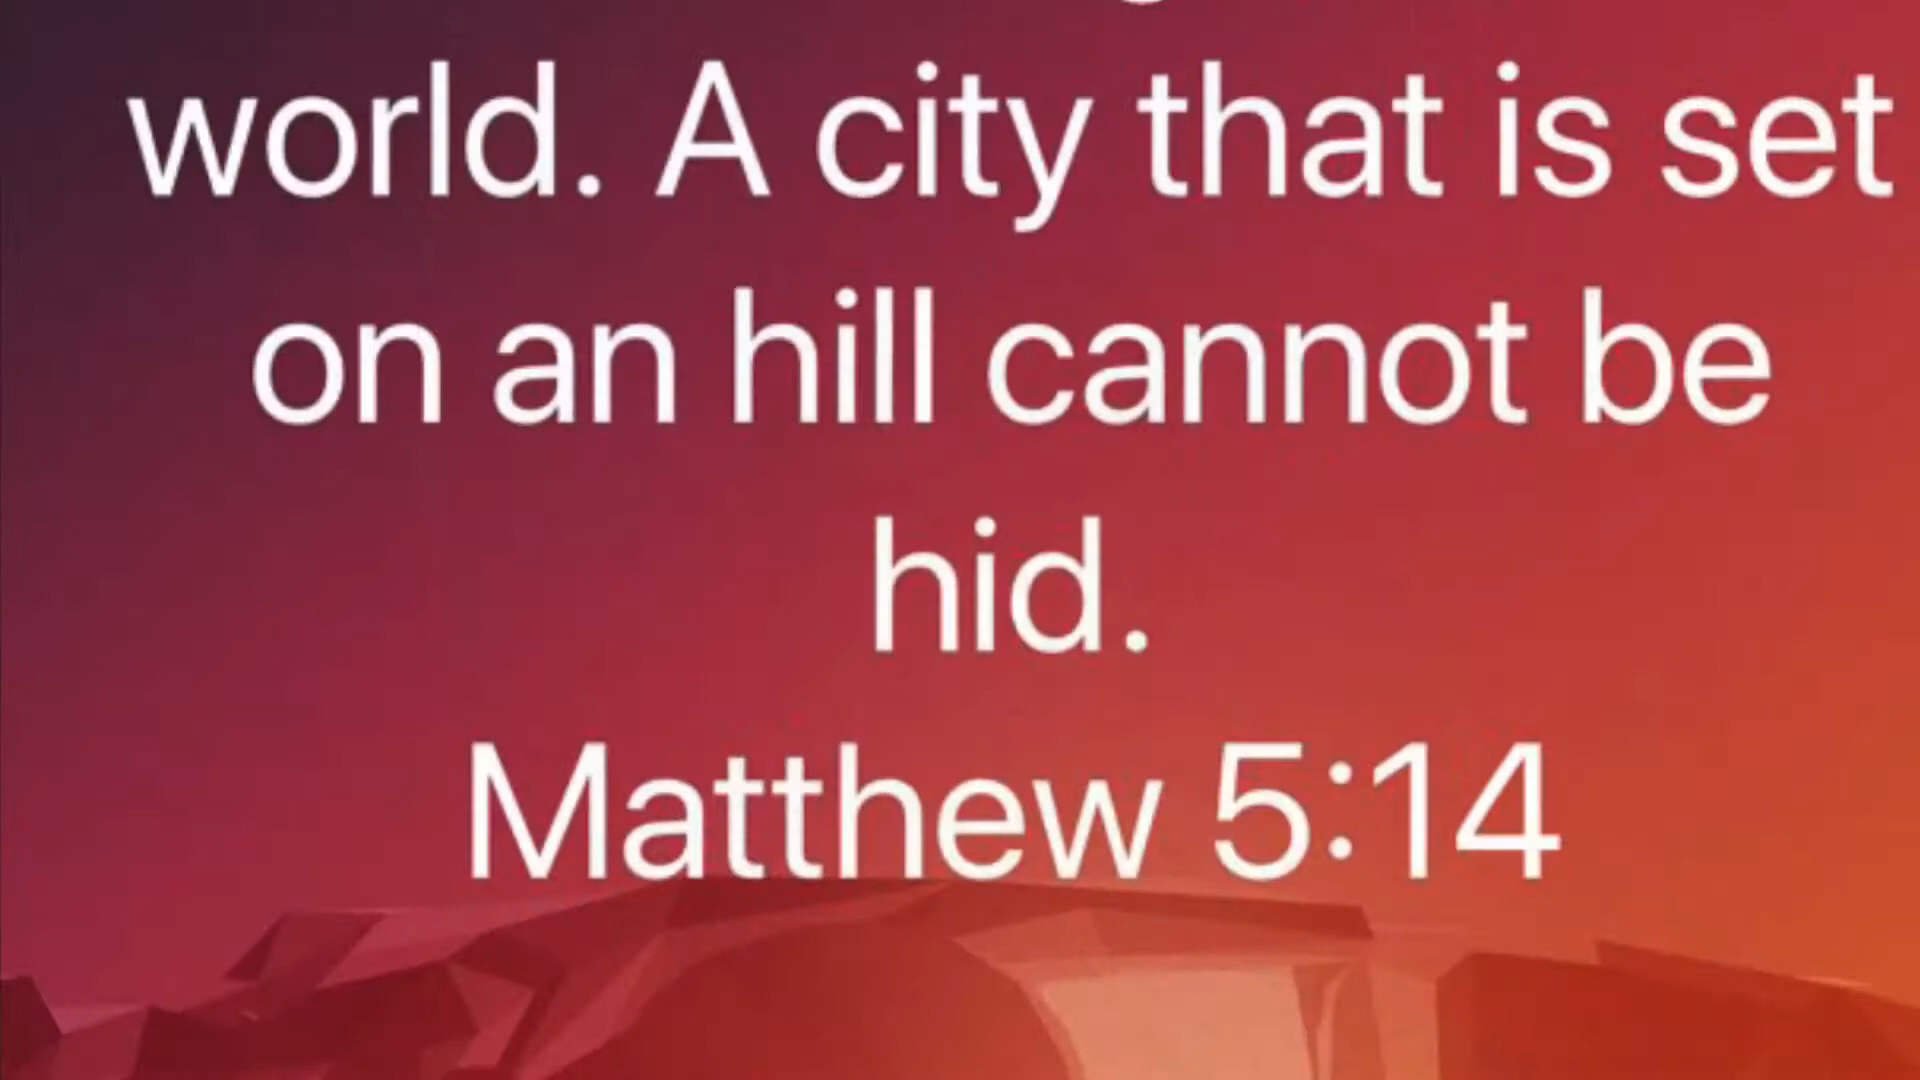 world. A city that is set
on an hill cannot be
hid.
Matthew 5:14